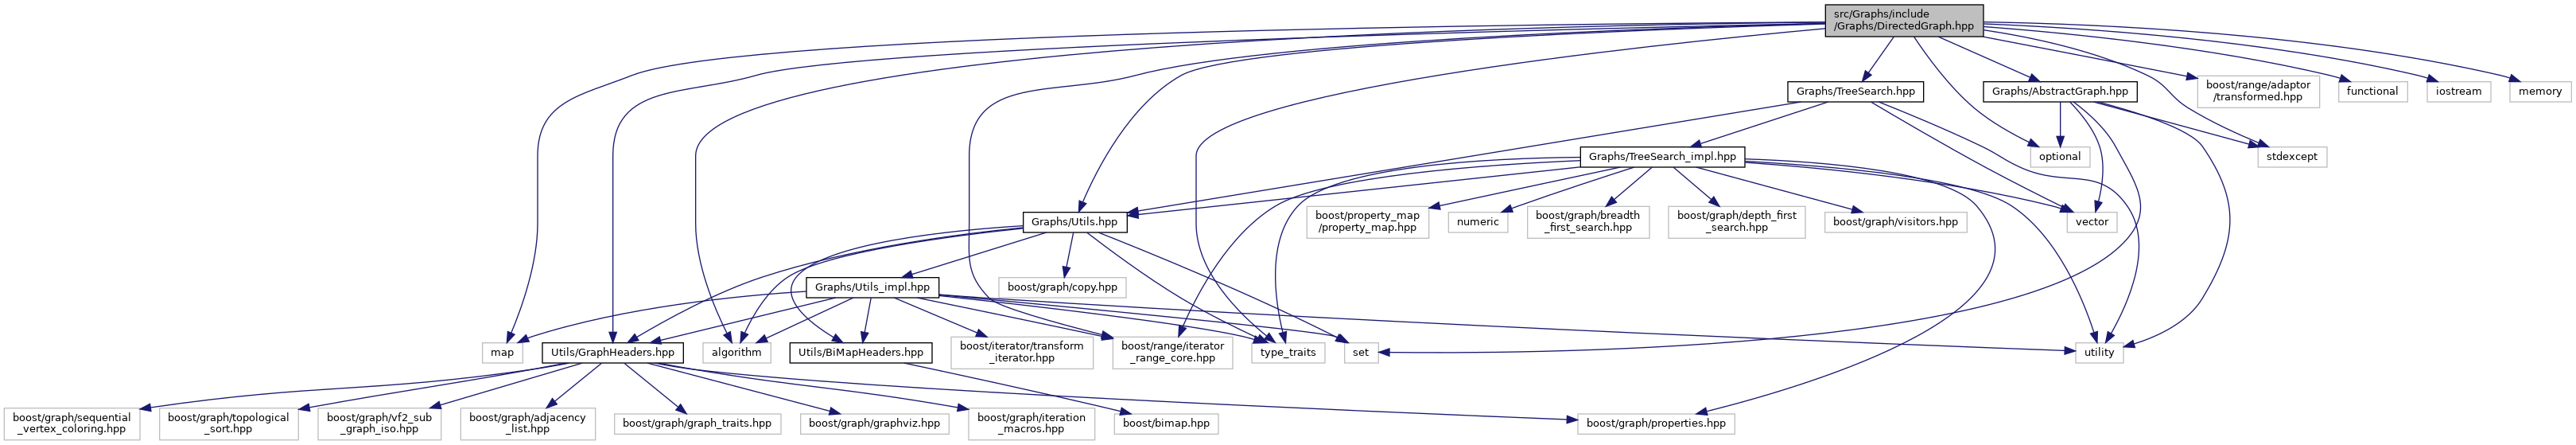 src/Graphs/include
/Graphs/DirectedGraph.hpp
Graphs/TreeSearch.hpp
Graphs/AbstractGraph.hpp
boost/range/adaptor
/transformed.hpp
functional
iostream
memory
Graphs/TreeSearch_impl.hpp
optional
stdexcept
Graphs/Utils.hpp
boost/property_map
/property_map.hpp
numeric
boost/graph/breadth
_first_search.hpp
boost/graph/depth_first
_search.hpp
boost/graph/visitors.hpp
vector
Graphs/Utils_impl.hpp
boost/graph/copy.hpp
map
Utils/GraphHeaders.hpp
algorithm
Utils/BiMapHeaders.hpp
boost/iterator/transform
_iterator.hpp
boost/range/iterator
_range_core.hpp
type_traits
set
utility
boost/graph/sequential
_vertex_coloring.hpp
boost/graph/topological
_sort.hpp
boost/graph/vf2_sub
_graph_iso.hpp
boost/graph/adjacency
_list.hpp
boost/graph/graph_traits.hpp
boost/graph/graphviz.hpp
boost/graph/iteration
_macros.hpp
boost/bimap.hpp
boost/graph/properties.hpp